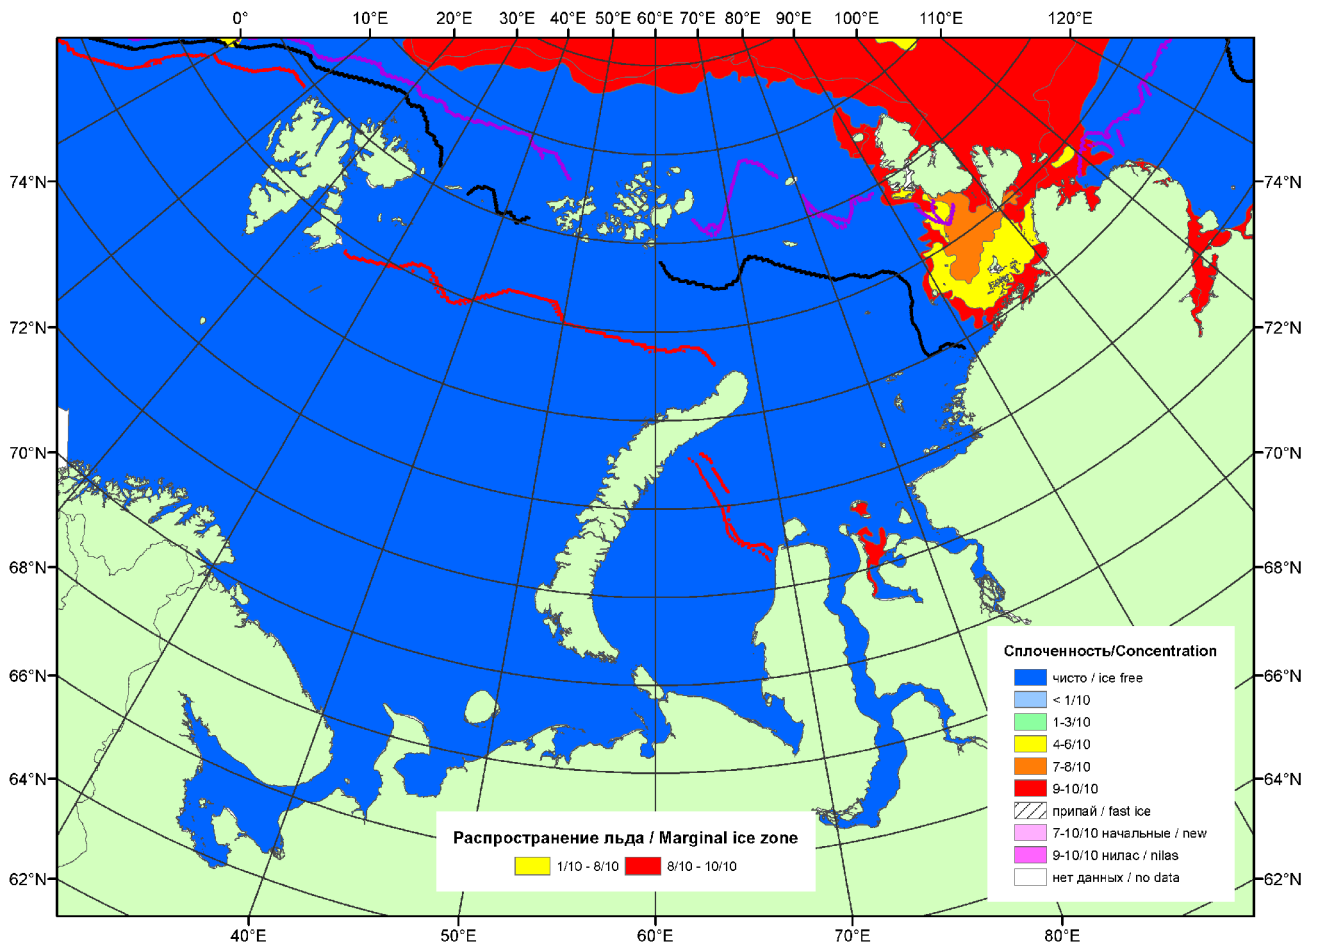 0° 10°E 20°E 30°E 40°E 50°E 60°E 70°E 80°E 90°E 100°E 110°E 120°E
74°N 74°N
72°N 72°N
70°N 70°N
68°N 68°N
66°N 66°N
64°N 64°N
62°N 62°N
Сплоченность/Concentration
чисто / ice free
< 1/10
1-3/10
4-6/10
7-8/10
9-10/10
припай / fast ice
7-10/10 начальные / new
9-10/10 нилас / nilas
нет данных / no data
Распространение льда / Marginal ice zone
1/10 - 8/10 8/10 - 10/10
40°E 50°E 60°E 70°E 80°E